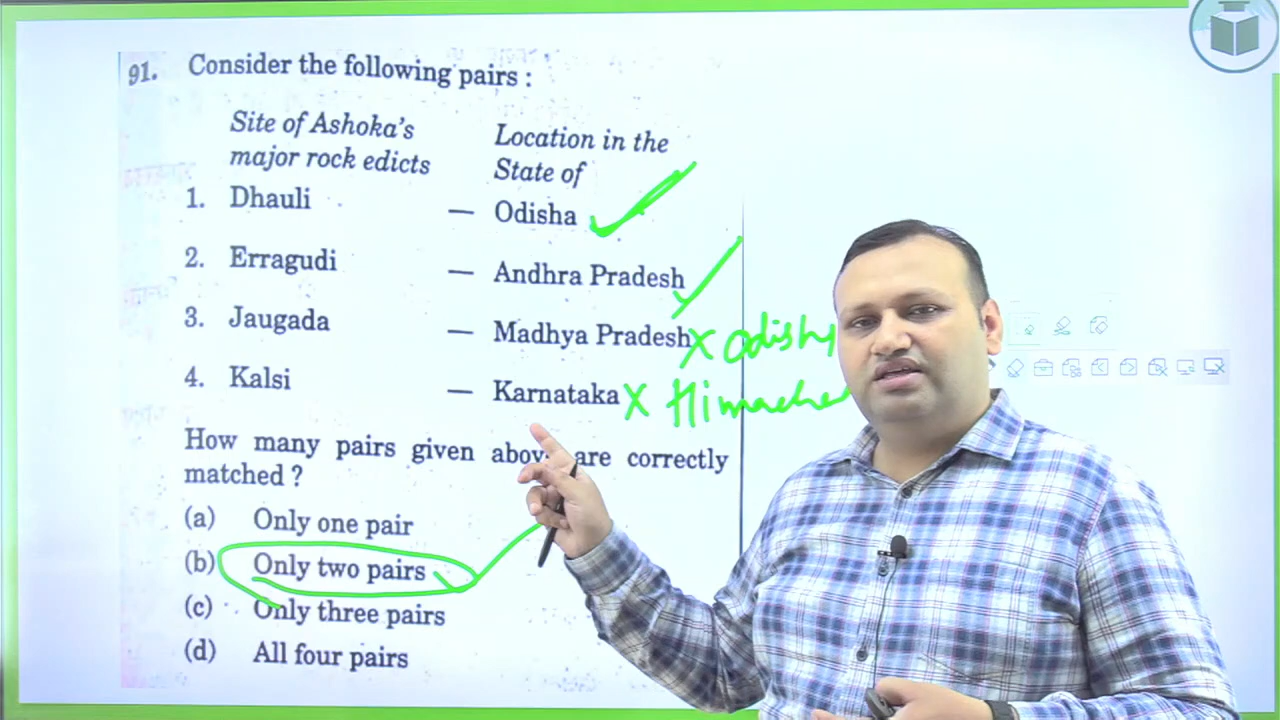 91. Consider the following pairs :
Site of Ashoka's major rock edicts
Location in the State of
1. Dhauli — Odisha
2. Erragudi — Andhra Pradesh
3. Jaugada — Madhya Pradesh X Odisha
4. Kalsi — Karnataka X Himachal
How many pairs given above are correctly
matched ?
(a) Only one pair
(b) Only two pairs
(c) Only three pairs
(d) All four pairs